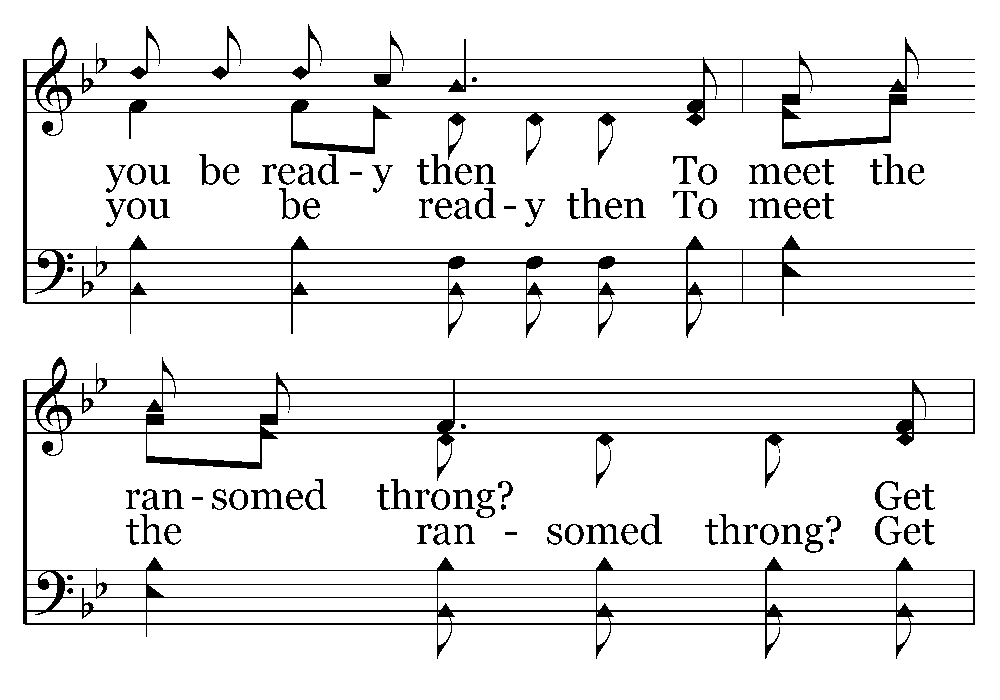 you be read - y then To meet the
you be read - y then To meet
ran - somed throng? Get
the ran - somed throng? Get